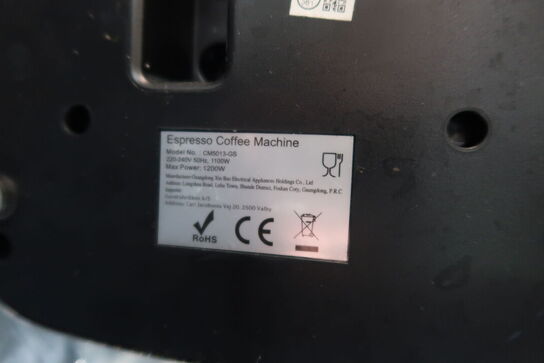 Espresso Coffee Machine
Model No. : CM5013-GS
220-240V 50Hz, 1100W
Max Power: 1200W
Manufacturer:Guangdong Xin Bao Electrical Appliances Holdings Co., Ltd
Address: Longzhou Road, Leliu Town, Shunde District, Foshan City, Guangdong, P.R.C
Importer
A/S
Address: Carl Jacobsens Vej 20, 2500 Valby
RoHS CE